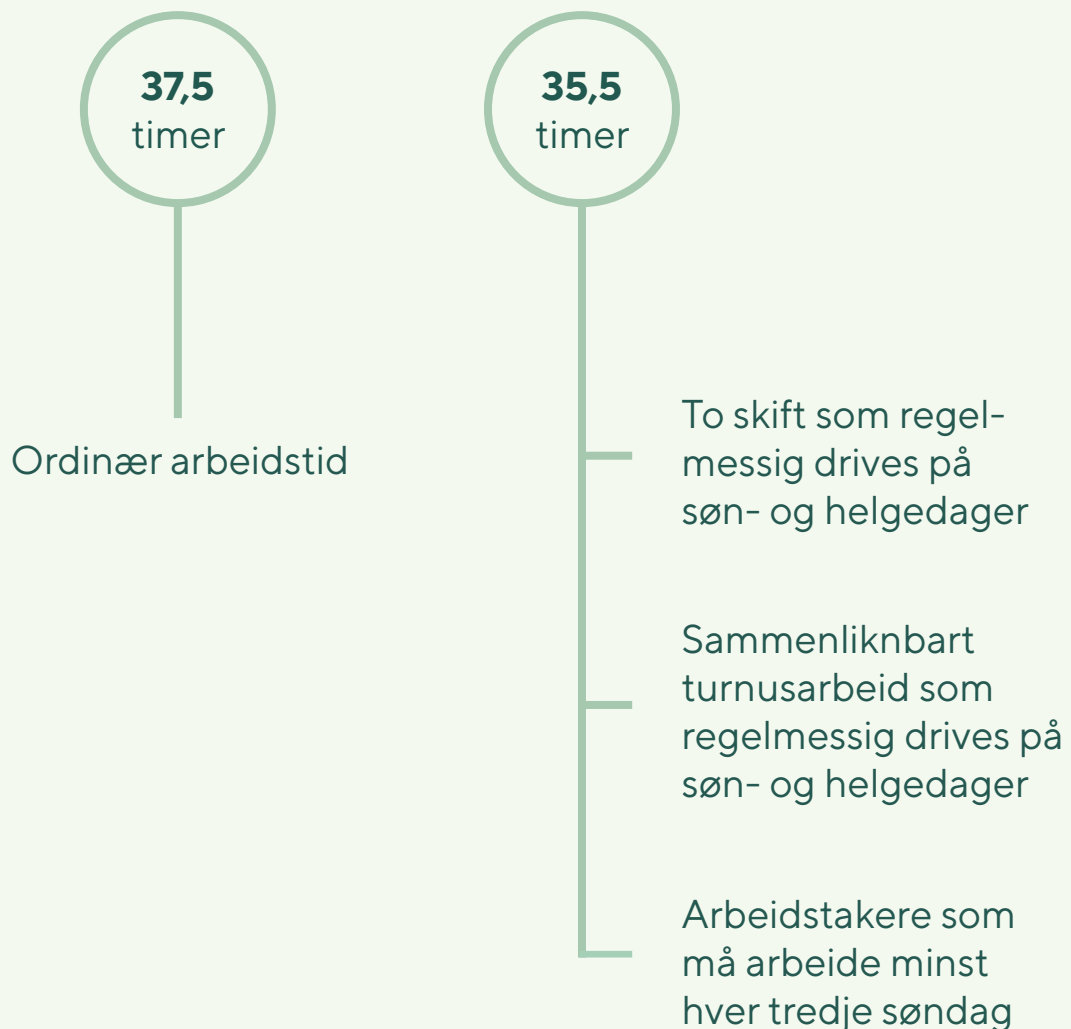 37,5
timer
Ordinær arbeidstid
35,5
timer
To skift som regel-
messig drives på
søn- og helgedager
Sammenliknbart
turnusarbeid som
regelmessig drives på
søn- og helgedager
Arbeidstakere som
må arbeide minst
hver tredje søndag